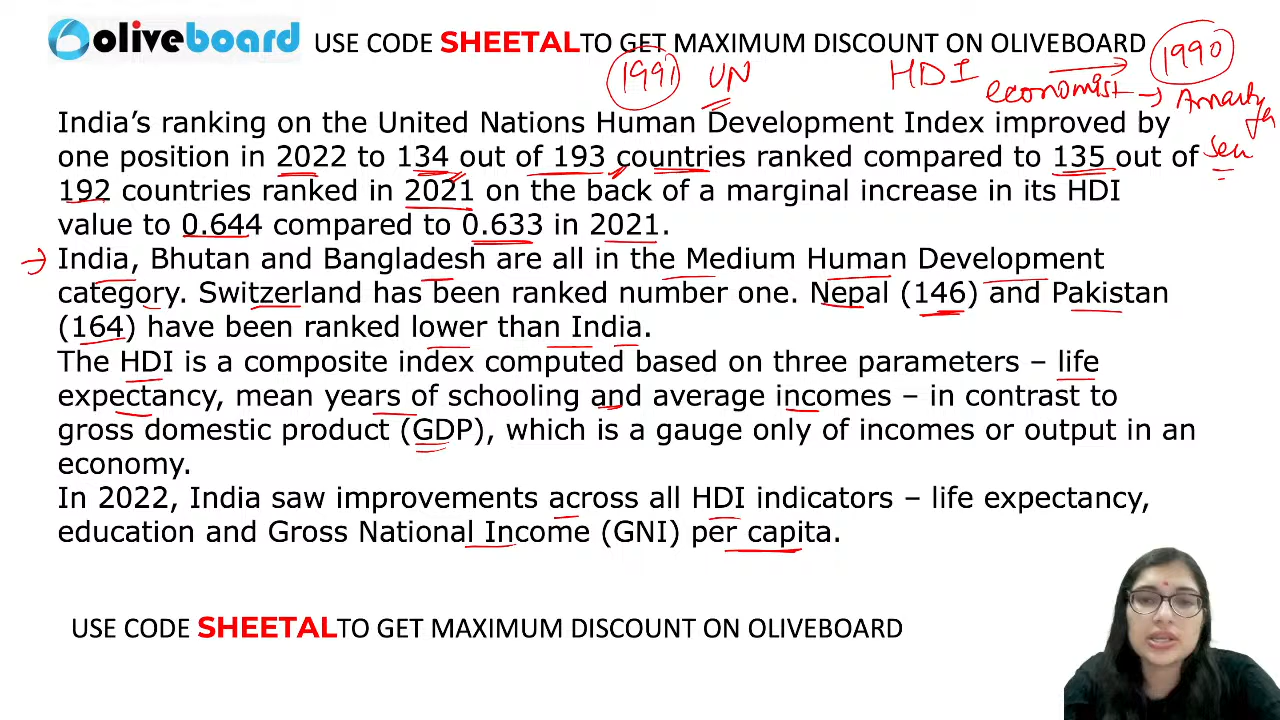 oliveboard USE CODE SHEETAL TO GET MAXIMUM DISCOUNT ON OLIVEBOARD
1991 UN HDI 1990
economist → Amartya
Sen
India's ranking on the United Nations Human Development Index improved by
one position in 2022 to 134 out of 193 countries ranked compared to 135 out of
192 countries ranked in 2021 on the back of a marginal increase in its HDI
value to 0.644 compared to 0.633 in 2021.
India, Bhutan and Bangladesh are all in the Medium Human Development
category. Switzerland has been ranked number one. Nepal (146) and Pakistan
(164) have been ranked lower than India.
The HDI is a composite index computed based on three parameters – life
expectancy, mean years of schooling and average incomes – in contrast to
gross domestic product (GDP), which is a gauge only of incomes or output in an
economy.
In 2022, India saw improvements across all HDI indicators – life expectancy,
education and Gross National Income (GNI) per capita.
USE CODE SHEETAL TO GET MAXIMUM DISCOUNT ON OLIVEBOARD